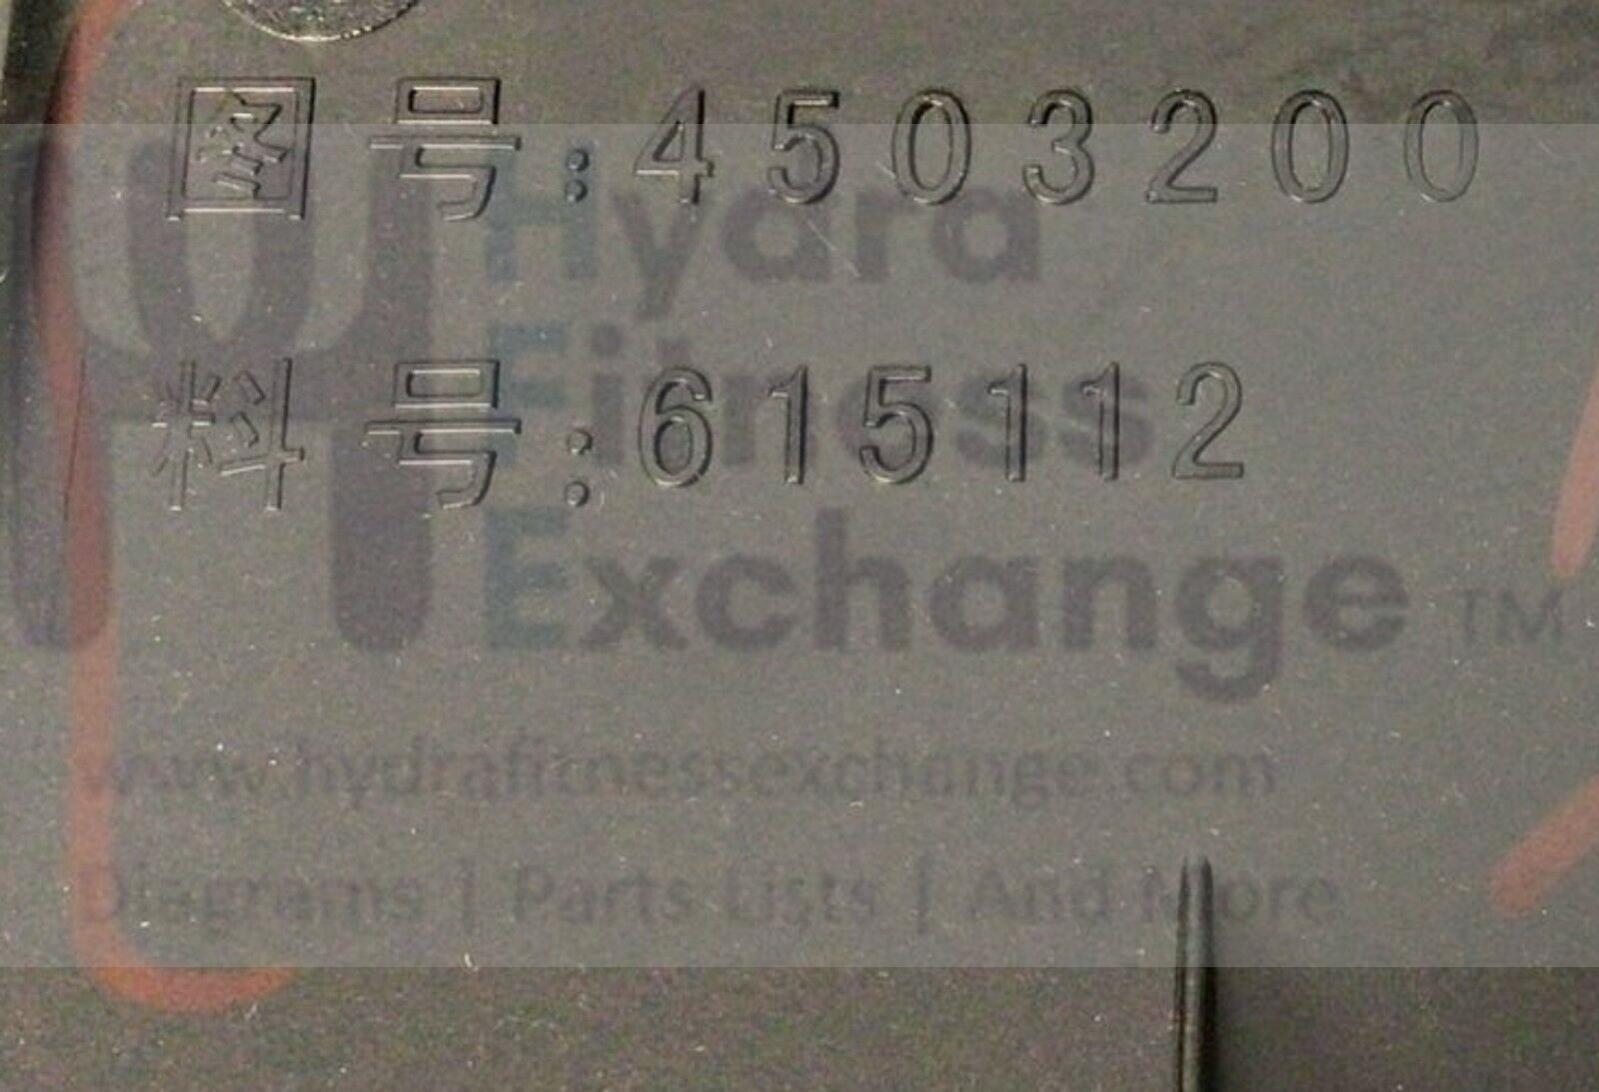 图号:4503200
料号:615112
Hydra
Fitness
Exchange TM
www.hydrafitnessexchange.com
Diagrams | Parts Lists | And More